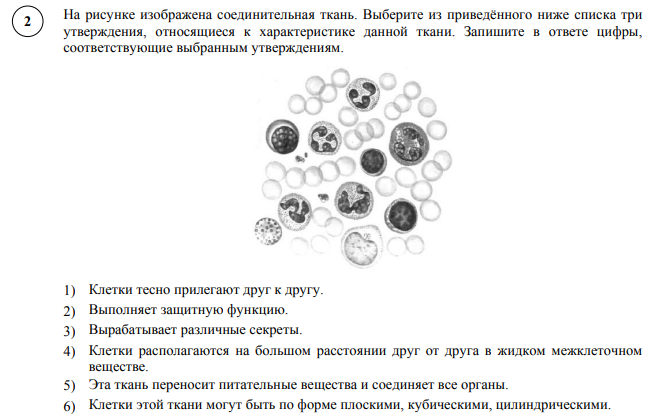 2
На рисунке изображена соединительная ткань. Выберите из приведённого ниже списка три
утверждения, относящиеся к характеристике данной ткани. Запишите в ответе цифры,
соответствующие выбранным утверждениям.
1) Клетки тесно прилегают друг к другу.
2) Выполняет защитную функцию.
3) Вырабатывает различные секреты.
4) Клетки располагаются на большом расстоянии друг от друга в жидком межклеточном
веществе.
5) Эта ткань переносит питательные вещества и соединяет все органы.
6) Клетки этой ткани могут быть по форме плоскими, кубическими, цилиндрическими.